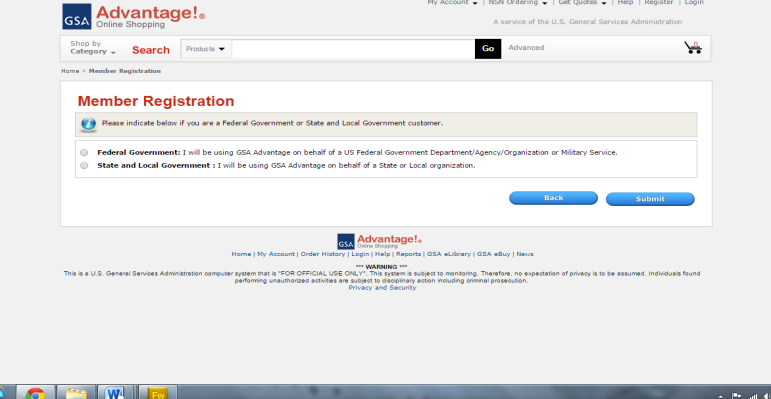 My Account | NSN Ordering | Get Quotes | Help | Register | Login
GSA Advantage!®
Online Shopping
A service of the U.S. General Services Administration
Shop by
Category
Search
Products
Go
Advanced
Home > Member Registration
Member Registration
Please indicate below if you are a Federal Government or State and Local Government customer.
Federal Government: I will be using GSA Advantage on behalf of a US Federal Government Department/Agency/Organization or Military Service.
State and Local Government : I will be using GSA Advantage on behalf of a State or Local organization.
Back
Submit
GSA Advantage!®
Online Shopping
Home | My Account | Order History | Login | Help | Reports | GSA eLibrary | GSA eBuy | News
*** WARNING ***
This is a U.S. General Services Administration computer system that is "FOR OFFICIAL USE ONLY". This system is subject to monitoring. Therefore, no expectation of privacy is to be assumed. Individuals found
performing unauthorized activities are subject to disciplinary action including criminal prosecution.
Privacy and Security
W
Fw